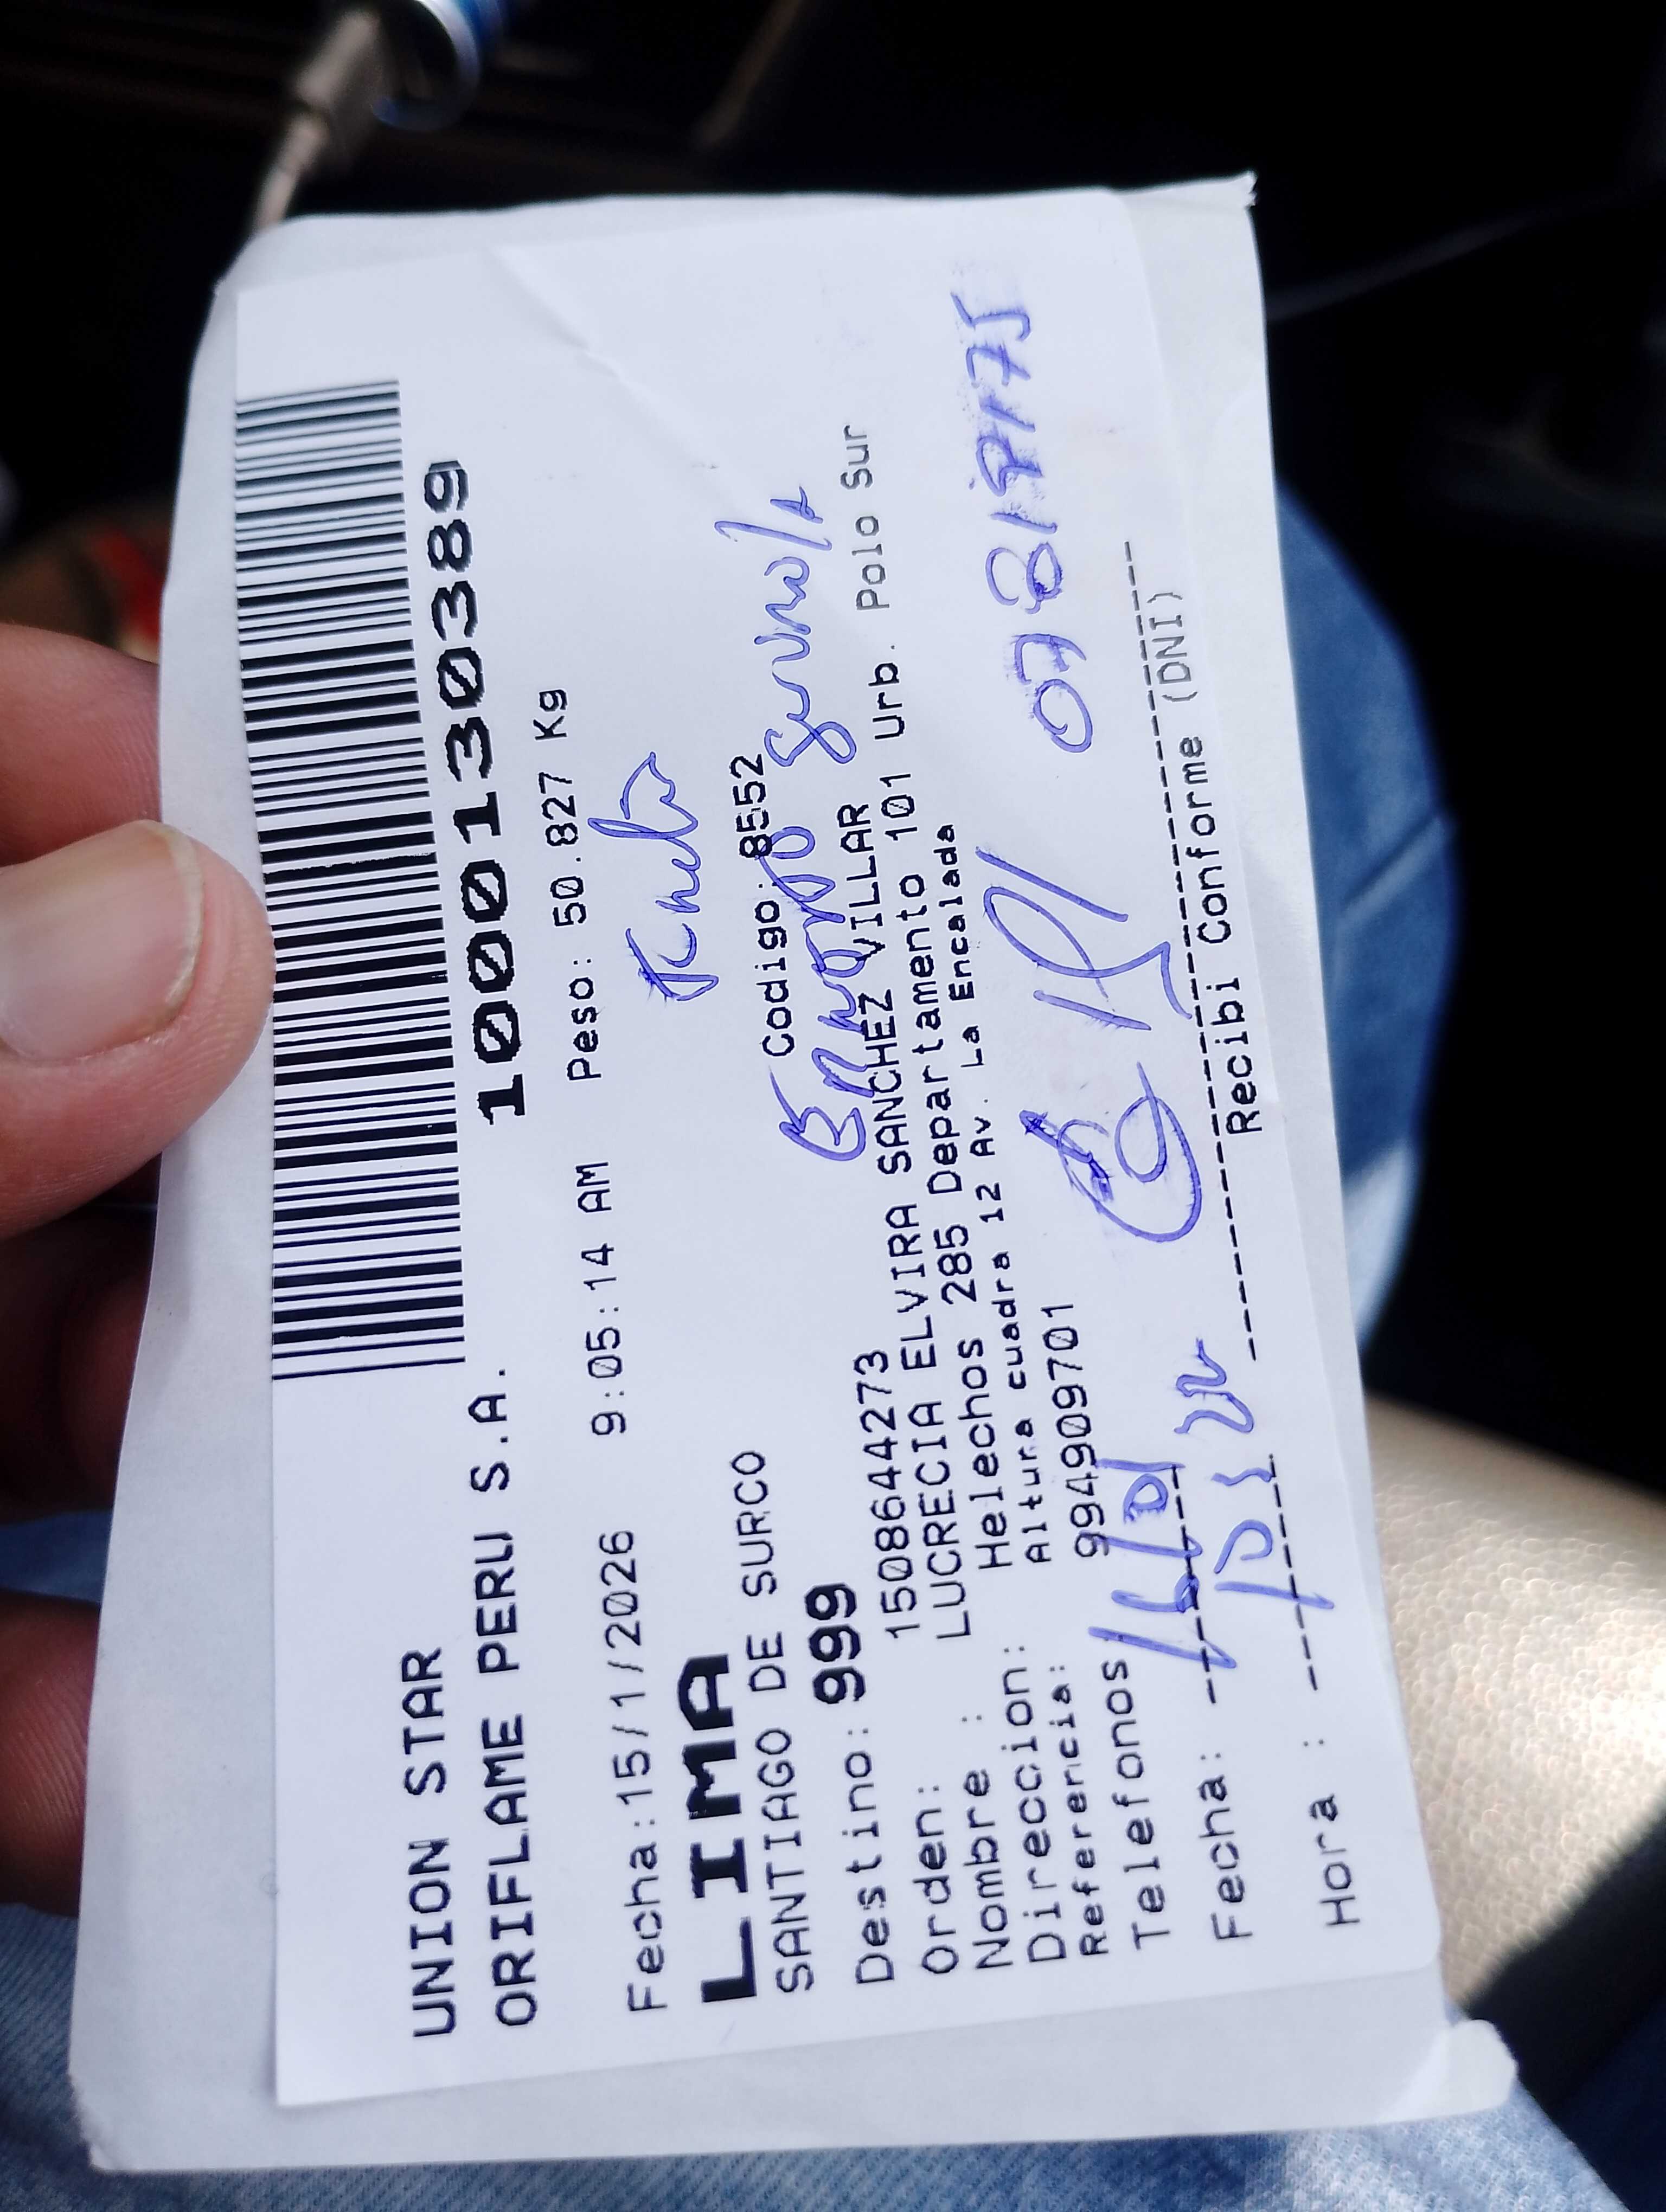 UNION STAR
ORIFLAME PERU S.A.
1000130389
Fecha:15/1/2026 9:05:14 AM Peso: 50.827 Kg
LIMA
SANTIAGO DE SURCO
Codigo: 8552
Destino: 999
Orden: 1508644273
Nombre : LUCRECIA ELVIRA SANCHEZ VILLAR
Direccion: Helechos 285 Departamento 101 Urb. Polo Sur
Referencia: Altura cuadra 12 Av. La Encalada
Telefonos 994909701
Fecha:
Hora :
Recibi Conforme (DNI)